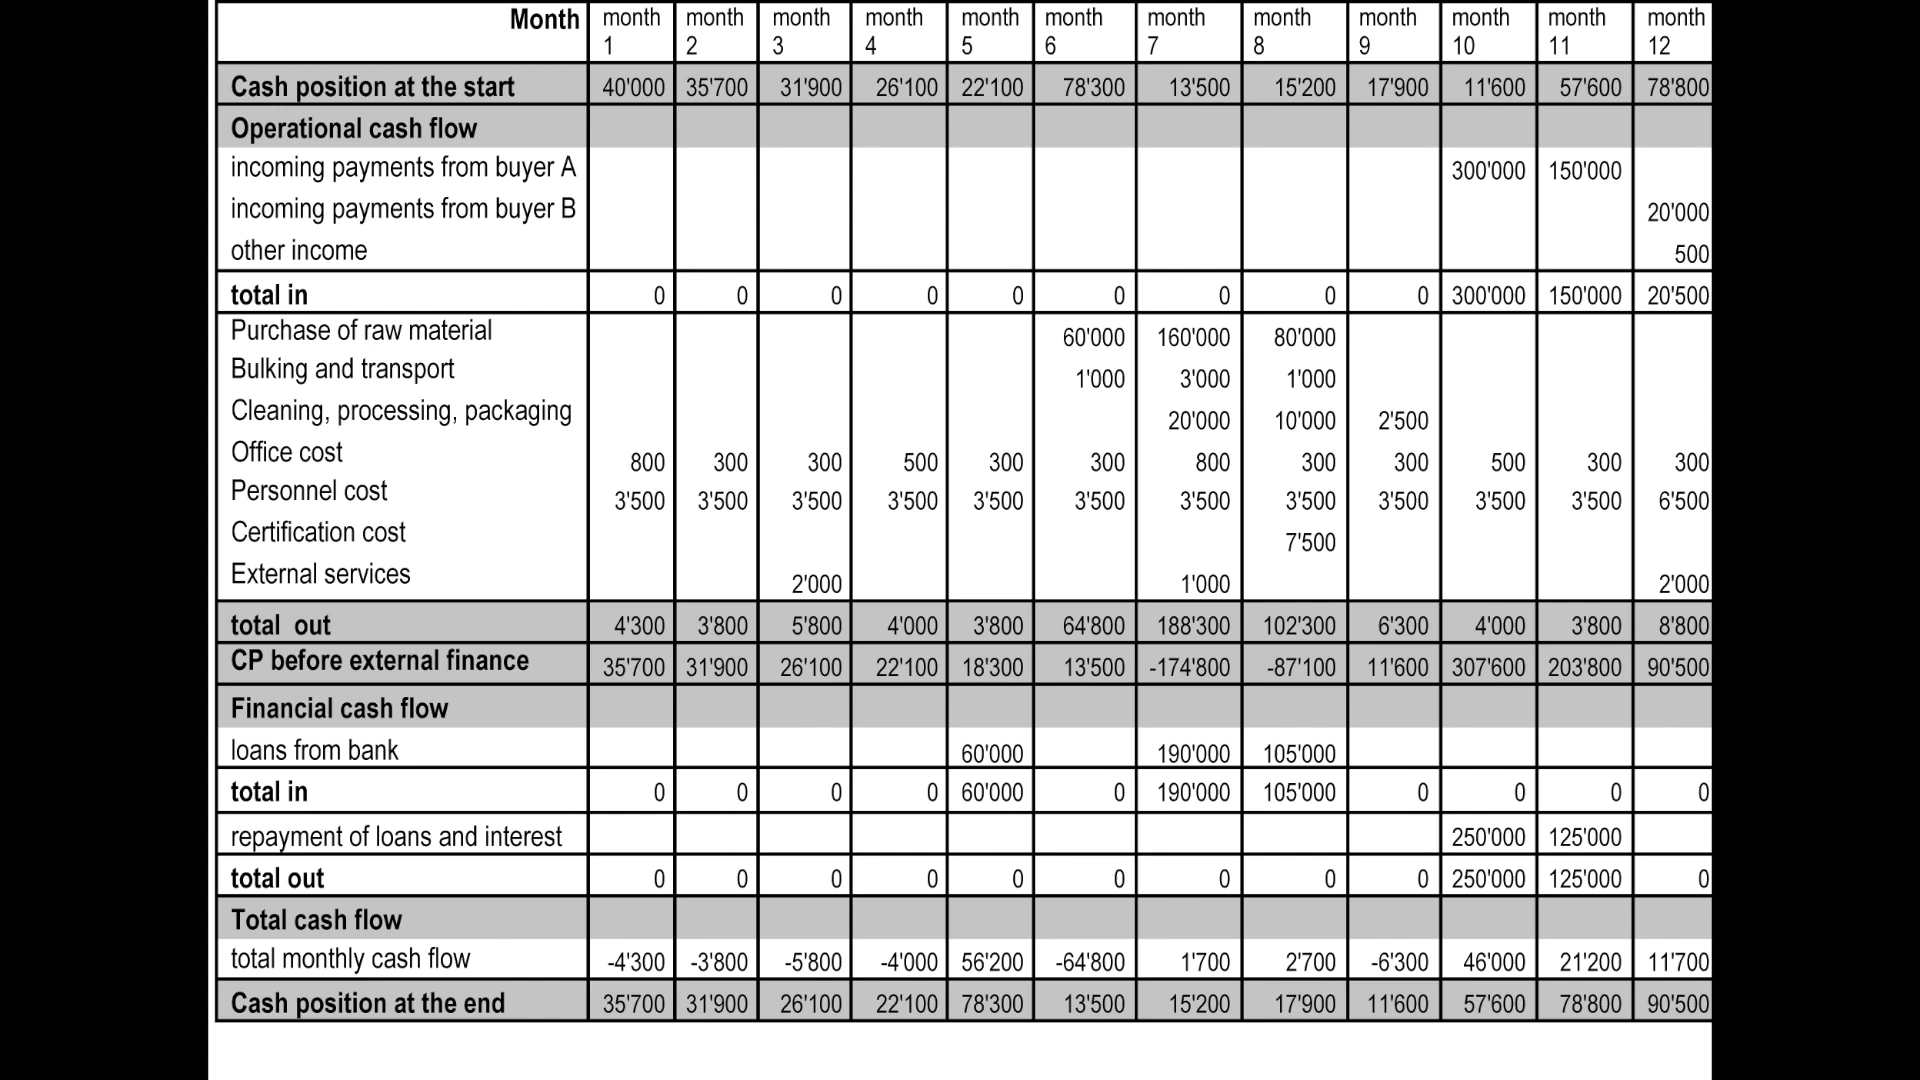 Month month 1 month 2 month 3 month 4 month 5 month 6 month 7 month 8 month 9 month 10 month 11 month 12
Cash position at the start 40'000 35'700 31'900 26'100 22'100 78'300 13'500 15'200 17'900 11'600 57'600 78'800
Operational cash flow
incoming payments from buyer A 300'000 150'000
incoming payments from buyer B 20'000
other income 500
total in 0 0 0 0 0 0 0 0 0 300'000 150'000 20'500
Purchase of raw material 60'000 160'000 80'000
Bulking and transport 1'000 3'000 1'000
Cleaning, processing, packaging 20'000 10'000 2'500
Office cost 800 300 300 500 300 300 800 300 300 500 300 300
Personnel cost 3'500 3'500 3'500 3'500 3'500 3'500 3'500 3'500 3'500 3'500 3'500 6'500
Certification cost 7'500
External services 2'000 1'000 2'000
total out 4'300 3'800 5'800 4'000 3'800 64'800 188'300 102'300 6'300 4'000 3'800 8'800
CP before external finance 35'700 31'900 26'100 22'100 18'300 13'500 -174'800 -87'100 11'600 307'600 203'800 90'500
Financial cash flow
loans from bank 60'000 190'000 105'000
total in 0 0 0 0 60'000 0 190'000 105'000 0 0 0 0
repayment of loans and interest 250'000 125'000
total out 0 0 0 0 0 0 0 0 0 250'000 125'000 0
Total cash flow
total monthly cash flow -4'300 -3'800 -5'800 -4'000 56'200 -64'800 1'700 2'700 -6'300 46'000 21'200 11'700
Cash position at the end 35'700 31'900 26'100 22'100 78'300 13'500 15'200 17'900 11'600 57'600 78'800 90'500